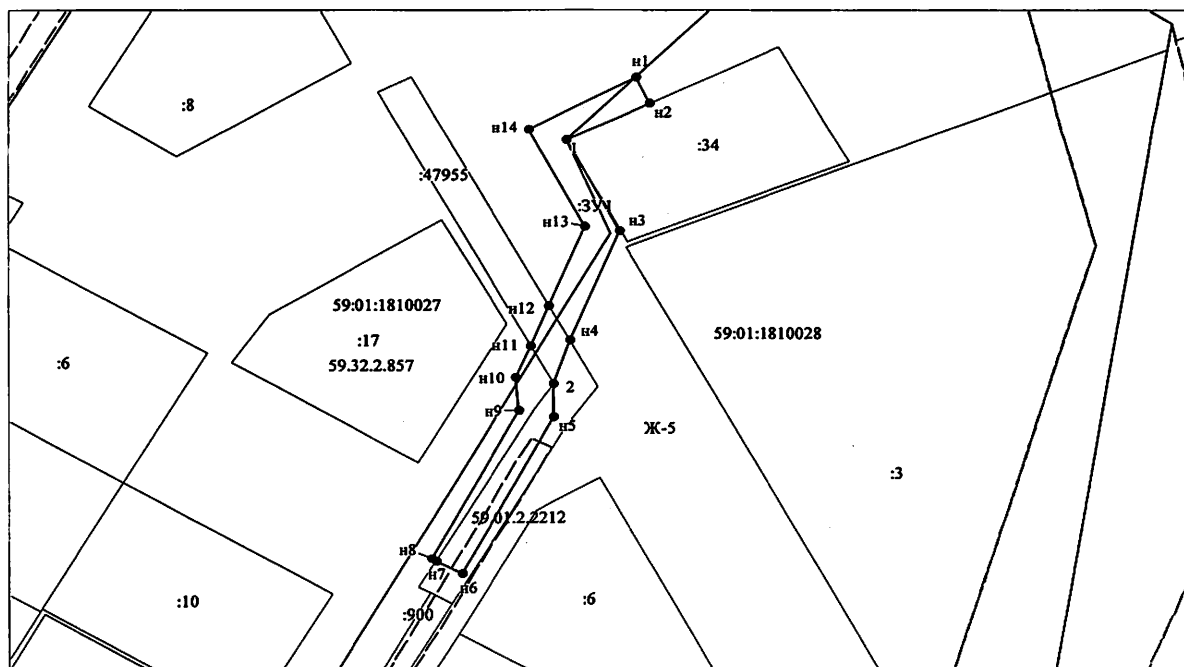 н1
н2
:8
н14
1
:34
:47955
:ЗУ1
н13
н3
59:01:1810027
н12
59:01:1810028
:17
н4
н11
59.32.2.857
:6
н10
2
н9
н5
Ж-5
:3
59.01.2.2212
н8
н7
н6
:10
:6
:900